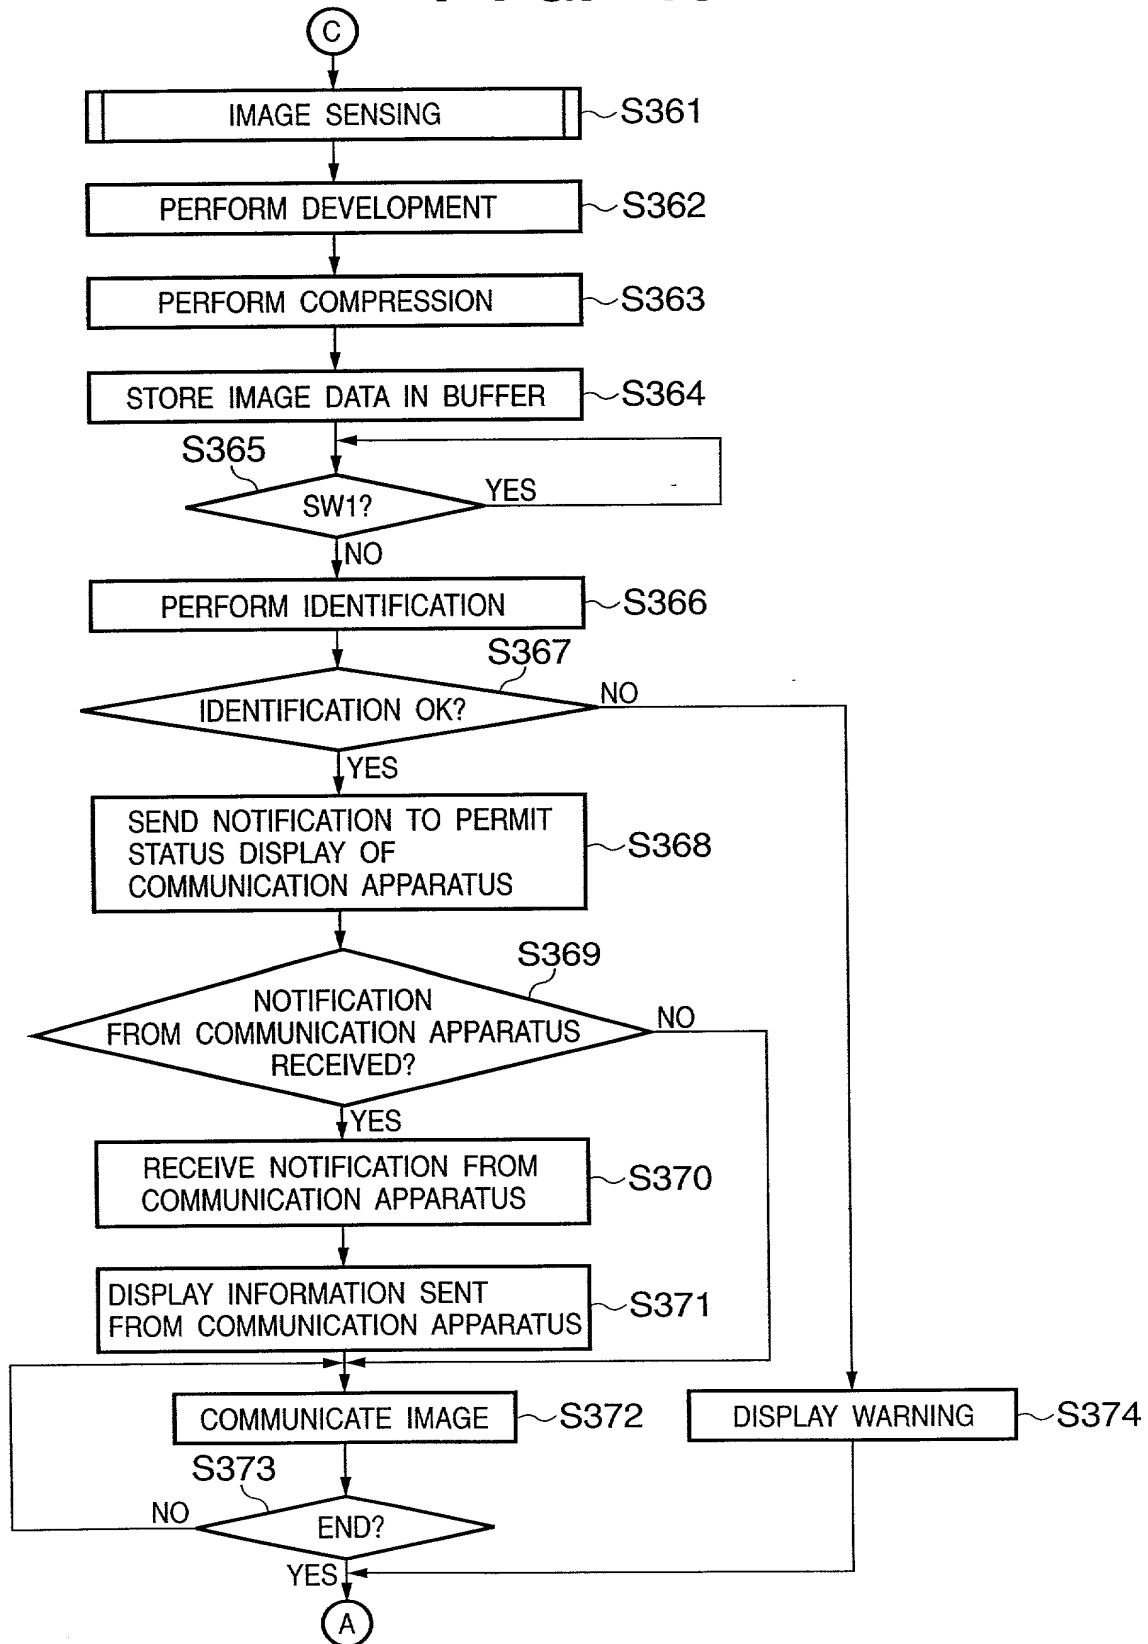 C
IMAGE SENSING
S361
PERFORM DEVELOPMENT
S362
PERFORM COMPRESSION
S363
STORE IMAGE DATA IN BUFFER
S364
S365
SW1?
YES
NO
PERFORM IDENTIFICATION
S366
S367
IDENTIFICATION OK?
NO
YES
SEND NOTIFICATION TO PERMIT
STATUS DISPLAY OF
COMMUNICATION APPARATUS
S368
S369
NOTIFICATION
FROM COMMUNICATION APPARATUS
RECEIVED?
NO
YES
RECEIVE NOTIFICATION FROM
COMMUNICATION APPARATUS
S370
DISPLAY INFORMATION SENT
FROM COMMUNICATION APPARATUS
S371
COMMUNICATE IMAGE
S372
DISPLAY WARNING
S374
S373
NO
END?
YES
A